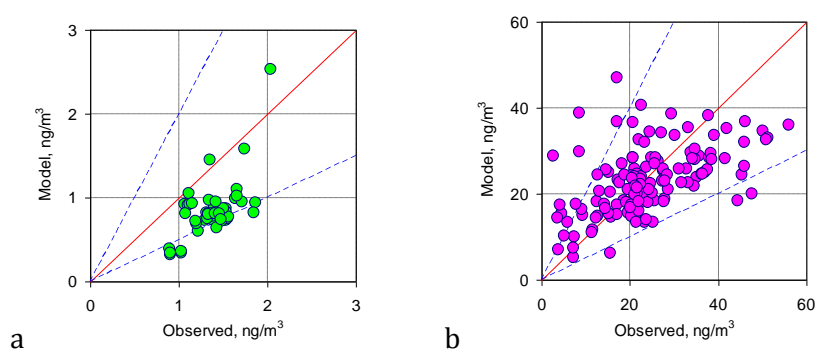 3
2
1
0
0 1 2 3
Model, ng/m³
Observed, ng/m³
a
60
40
20
0
0 20 40 60
Model, ng/m³
Observed, ng/m³
b